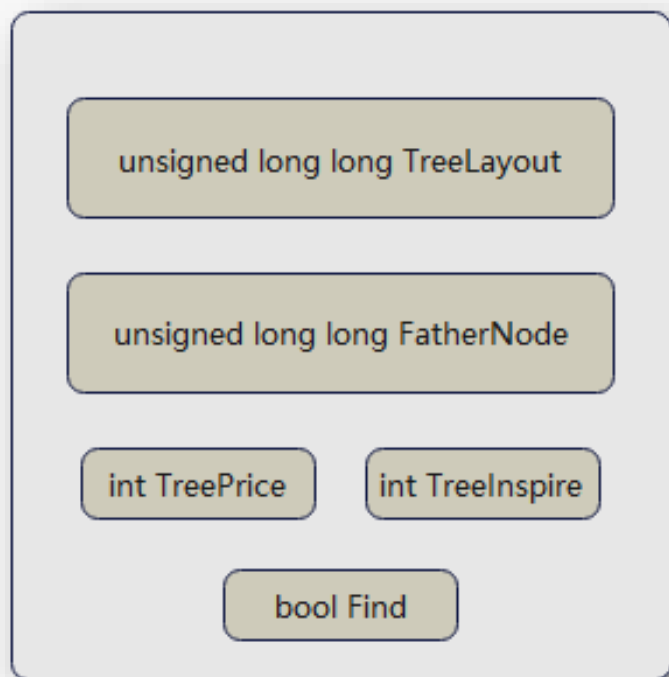 unsigned long long TreeLayout
unsigned long long FatherNode
int TreePrice
int TreeInspire
bool Find